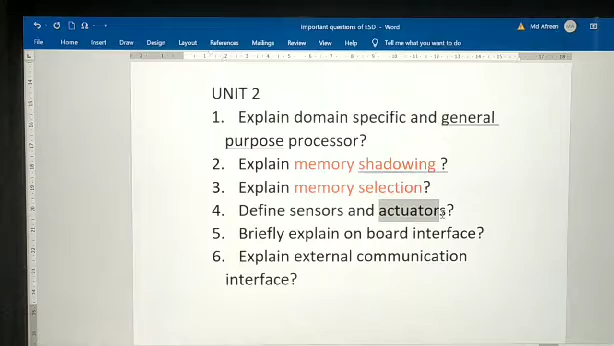 Important questions of ESD - Word
Md Afreen
File Home Insert Draw Design Layout References Mailings Review View Help Tell me what you want to do
UNIT 2
1. Explain domain specific and general
purpose processor?
2. Explain memory shadowing ?
3. Explain memory selection?
4. Define sensors and actuators?
5. Briefly explain on board interface?
6. Explain external communication
interface?